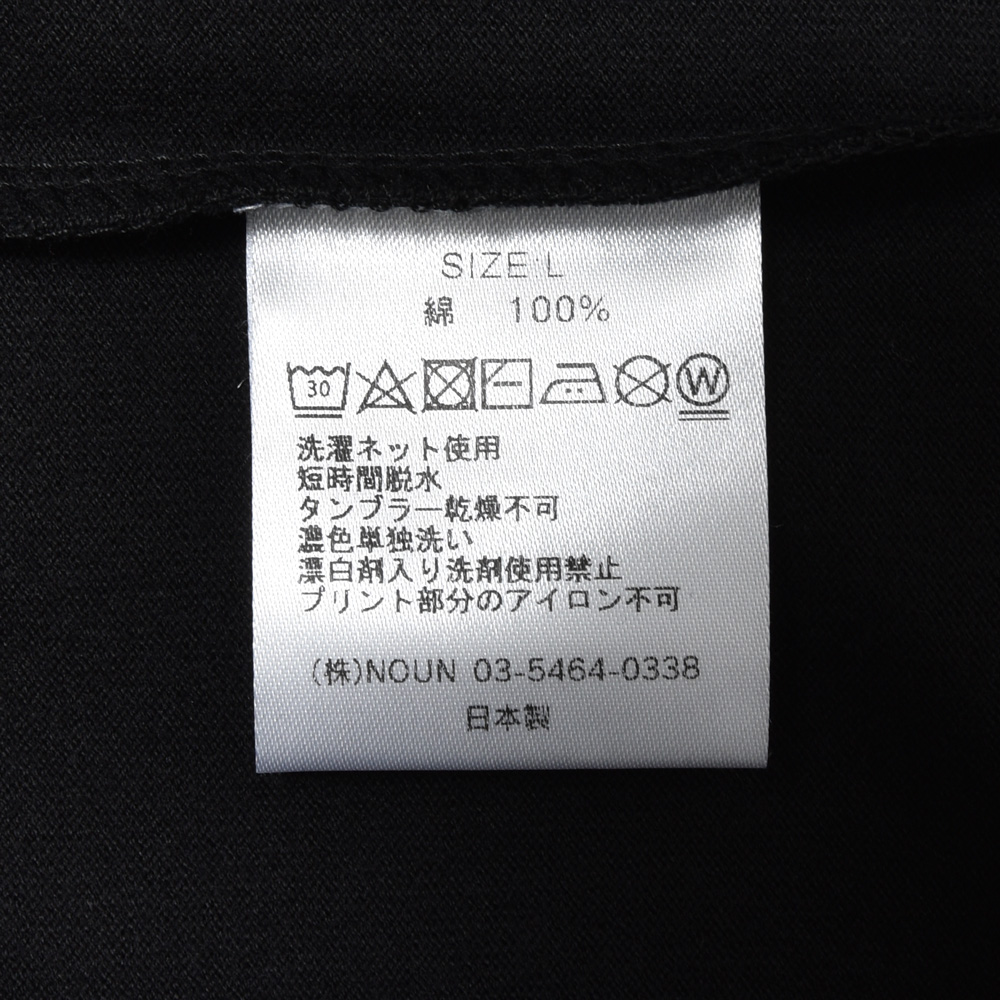 SIZE:L
綿 100%
30 W
洗濯ネット使用
短時間脱水
タンブラー乾燥不可
濃色単独洗い
漂白剤入り洗剤使用禁止
プリント部分のアイロン不可
(株)NOUN 03-5464-0338
日本製